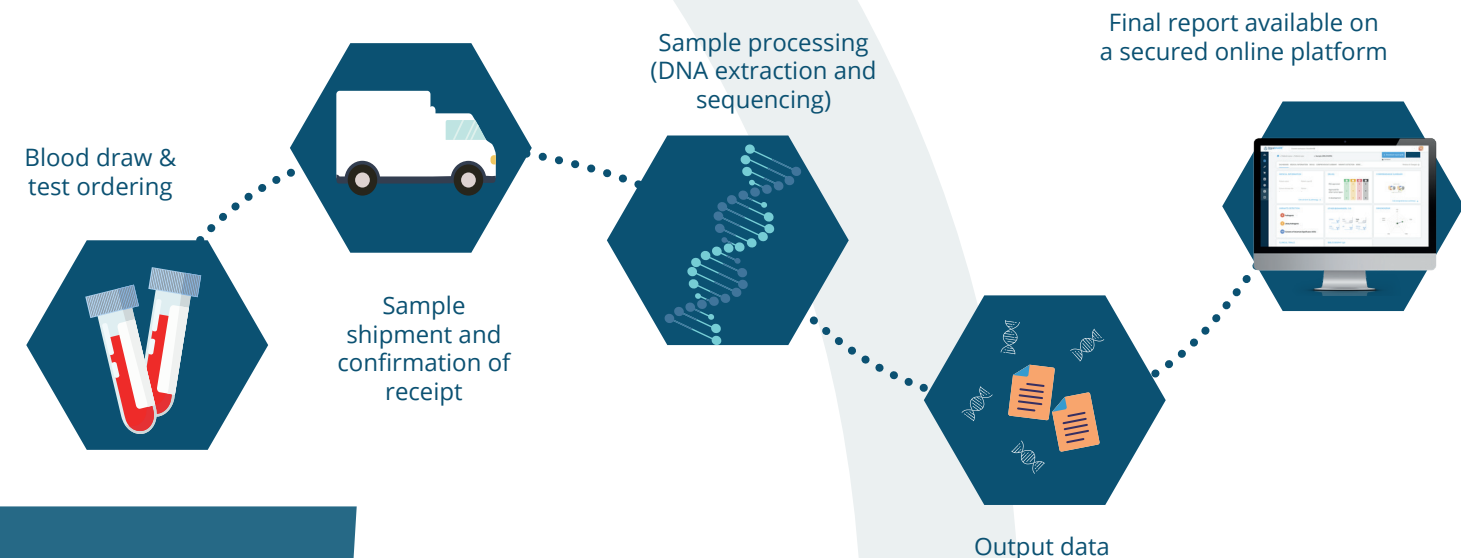 Blood draw &
test ordering
Sample
shipment and
confirmation of
receipt
Sample processing
(DNA extraction and
sequencing)
Output data
Final report available on
a secured online platform